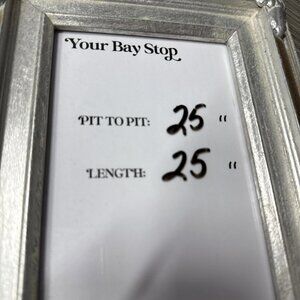 Your Bay Stop
PIT TO PIT: 25 "
LENGTH: 25 "